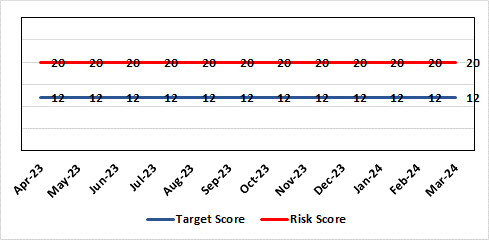 20 20 20 20 20 20 20 20 20 20 20 20
12 12 12 12 12 12 12 12 12 12 12 12
Apr-23 May-23 Jun-23 Jul-23 Aug-23 Sep-23 Oct-23 Nov-23 Dec-23 Jan-24 Feb-24 Mar-24
Target Score Risk Score